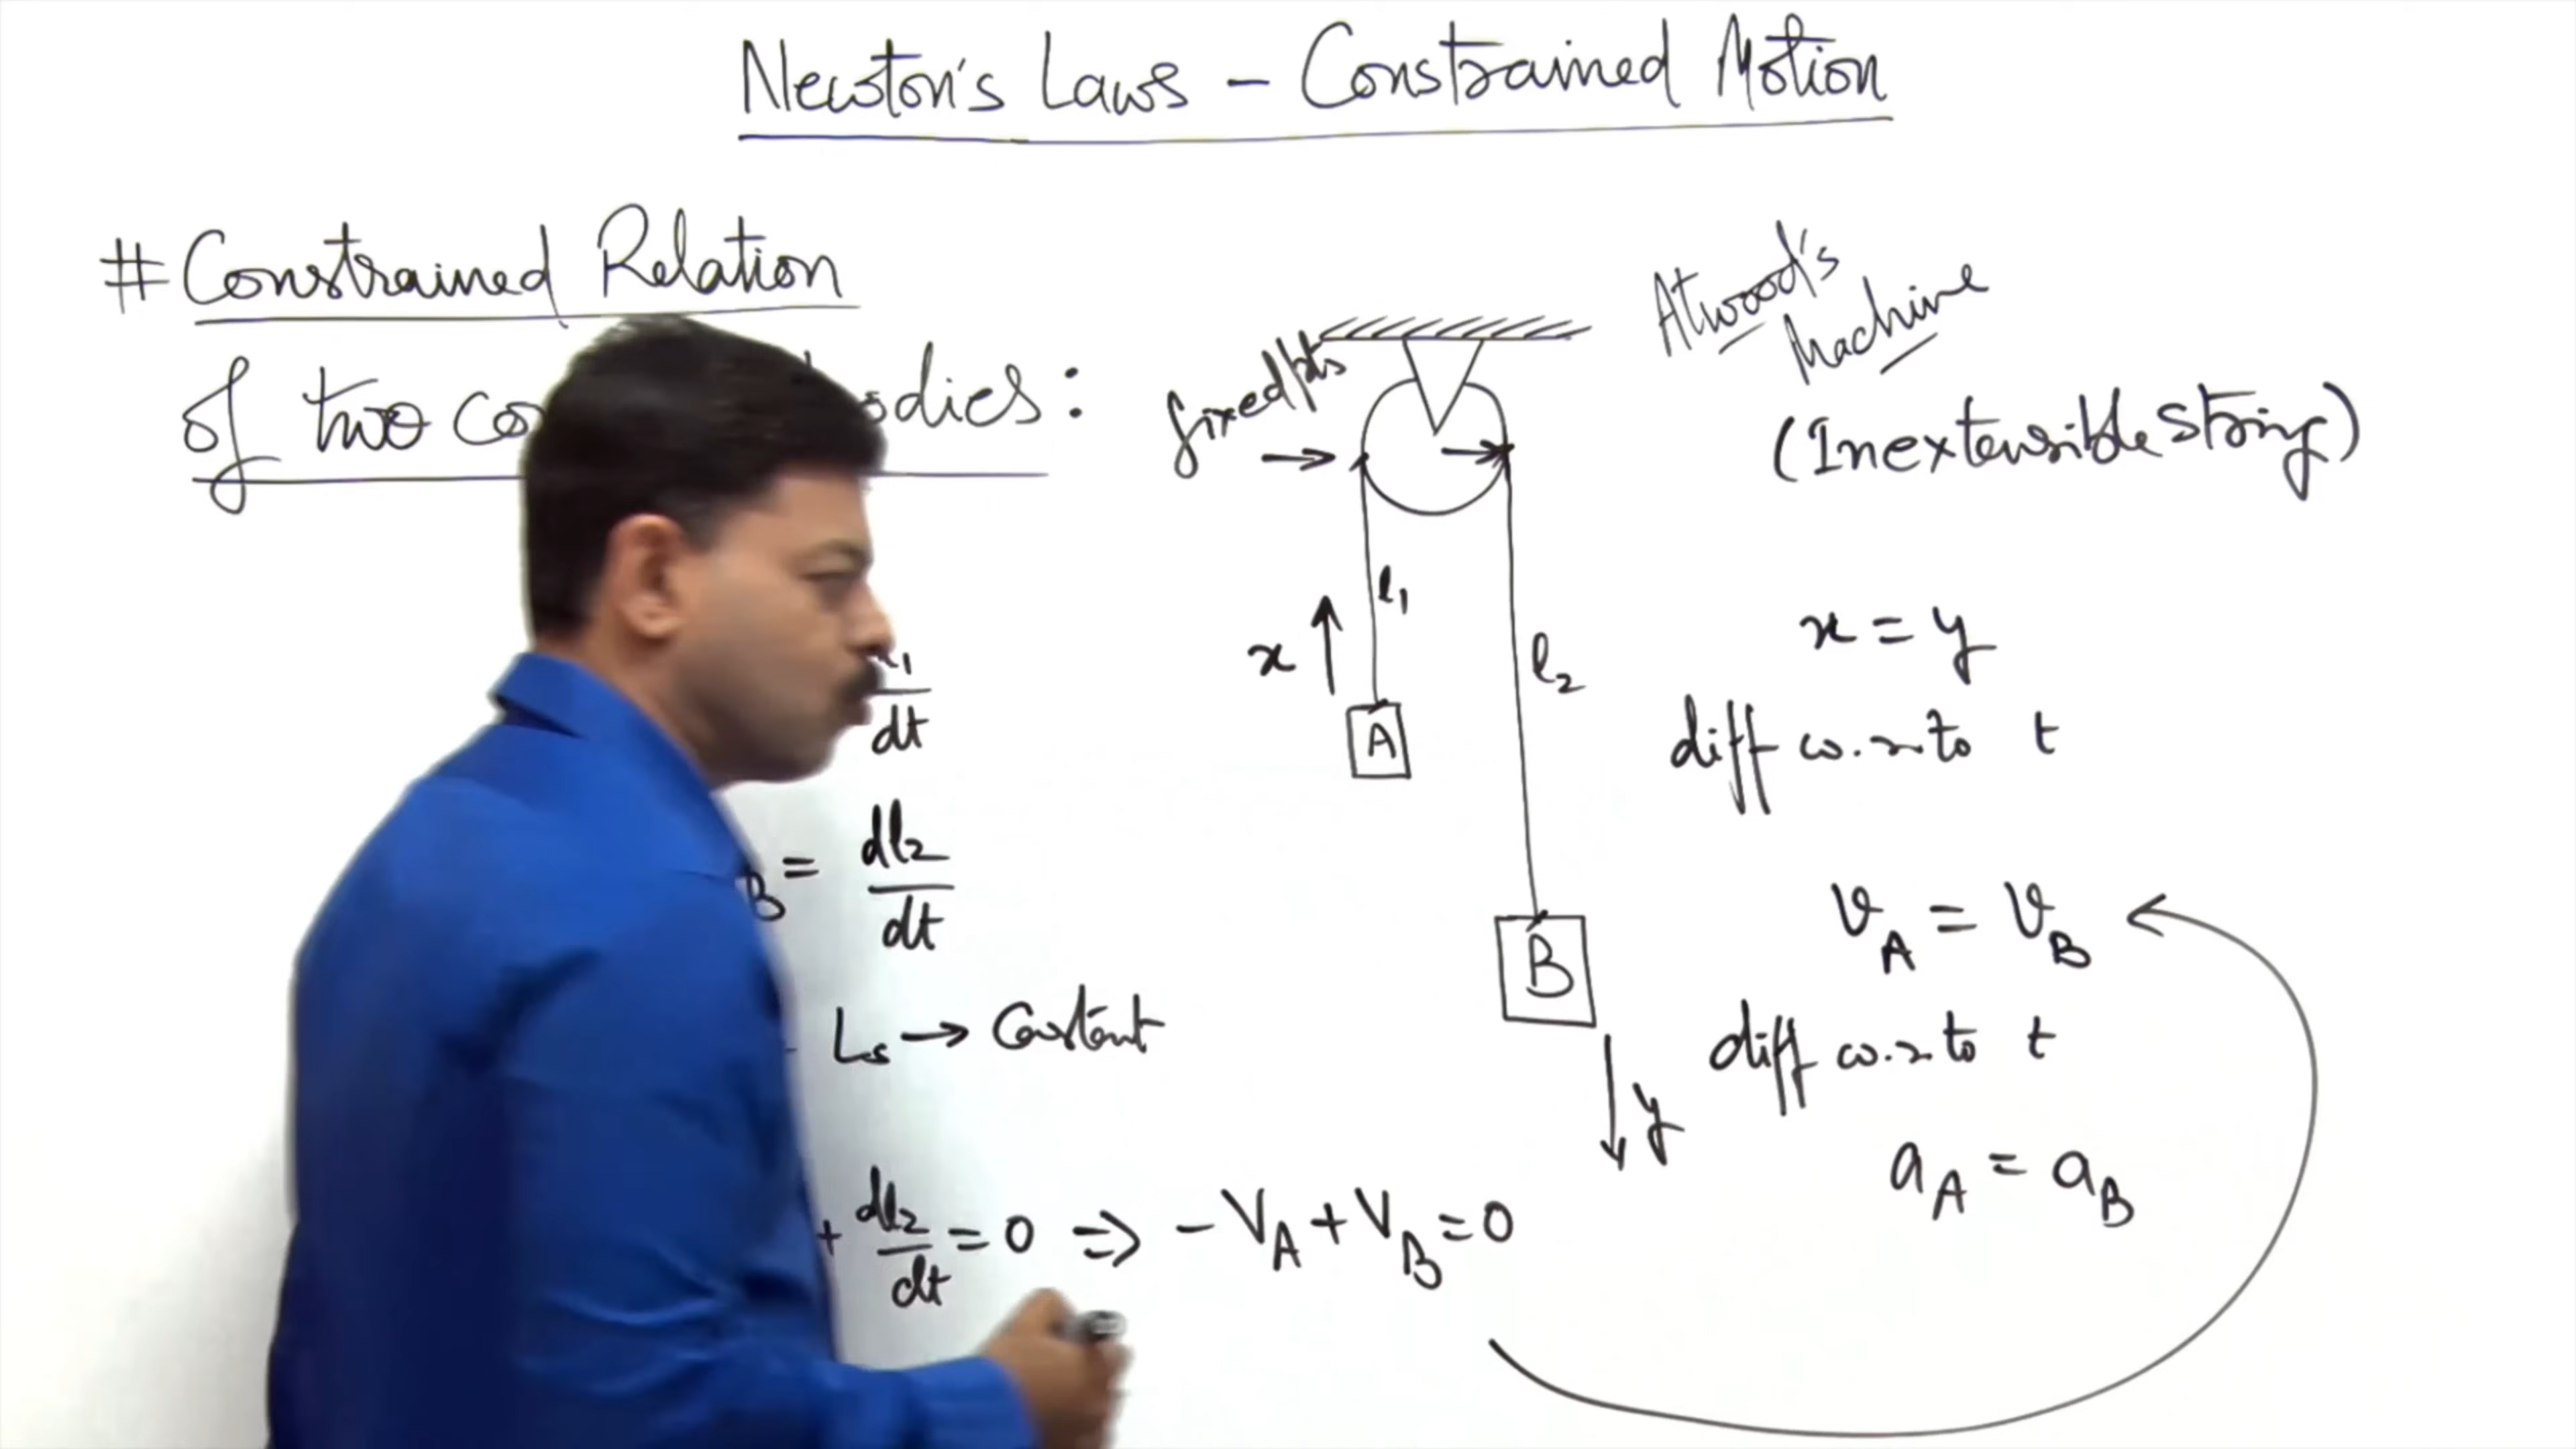 Newton's Laws - Constrained Motion
# Constrained Relation
of two odies:
Atwood's
Machine
(Inextensible String)
fixed pts
l₁
x
A
l₂
B
y
dt
B = dl₂/dt
Ls → Constant
+ dl₂/dt = 0 ⇒ - VA + VB = 0
x = y
diff w.r to t
vA = vB
diff w.r to t
aA = aB